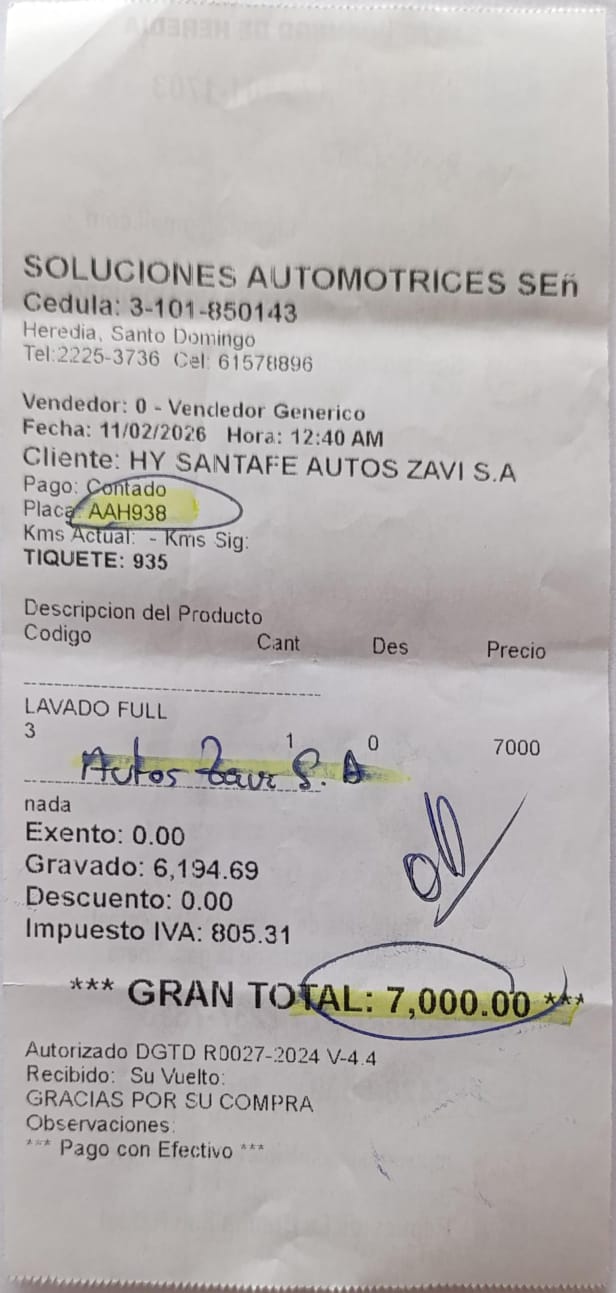 SOLUCIONES AUTOMOTRICES SEñ
Cedula: 3-101-850143
Heredia, Santo Domingo
Tel:2225-3736 Cel: 61578896
Vendedor: 0 - Vendedor Generico
Fecha: 11/02/2026 Hora: 12:40 AM
Cliente: HY SANTAFE AUTOS ZAVI S.A
Pago: Contado
Placa: AAH938
Kms Actual: - Kms Sig:
TIQUETE: 935
Descripcion del Producto
Codigo Cant Des Precio
LAVADO FULL
3 1 0 7000
Autos Zavi S.A
nada
Exento: 0.00
Gravado: 6,194.69
Descuento: 0.00
Impuesto IVA: 805.31
*** GRAN TOTAL: 7,000.00 ***
Autorizado DGTD R0027-2024 V-4.4
Recibido: Su Vuelto:
GRACIAS POR SU COMPRA
Observaciones:
*** Pago con Efectivo ***